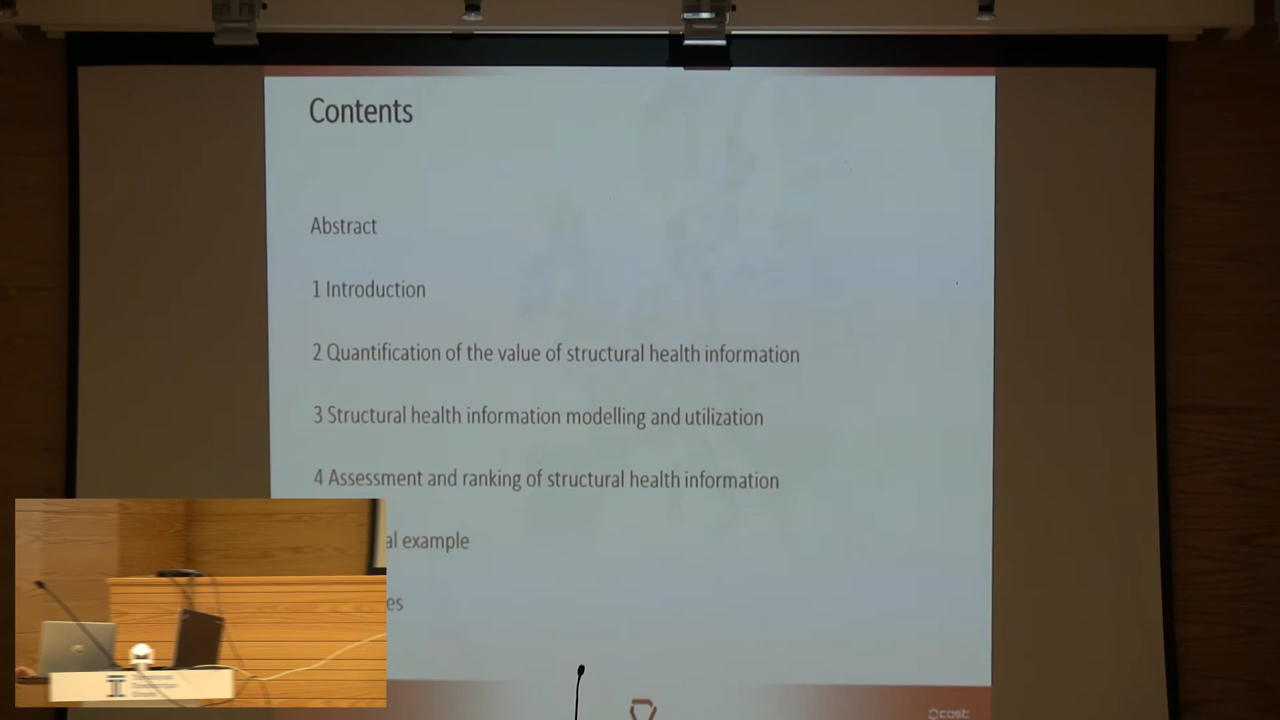 Contents
Abstract
1 Introduction
2 Quantification of the value of structural health information
3 Structural health information modelling and utilization
4 Assessment and ranking of structural health information
al example
es
cost